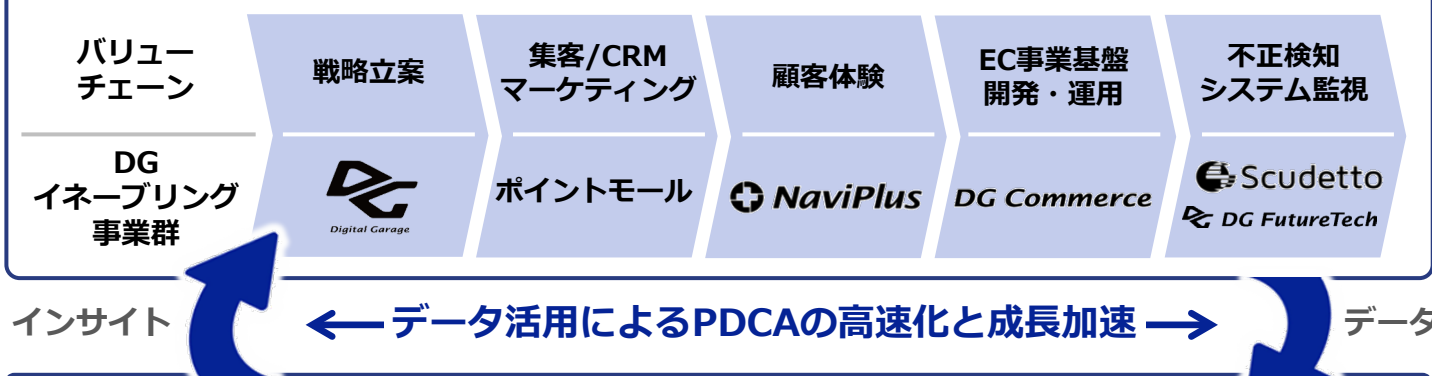 バリュー
チェーン
戦略立案
集客/CRM
マーケティング
顧客体験
EC事業基盤
開発・運用
不正検知
システム監視
DG
イネーブリング
事業群
DG
Digital Garage
ポイントモール
NaviPlus
DG Commerce
Scudetto
DG DG FutureTech
インサイト
データ活用によるPDCAの高速化と成長加速
データ